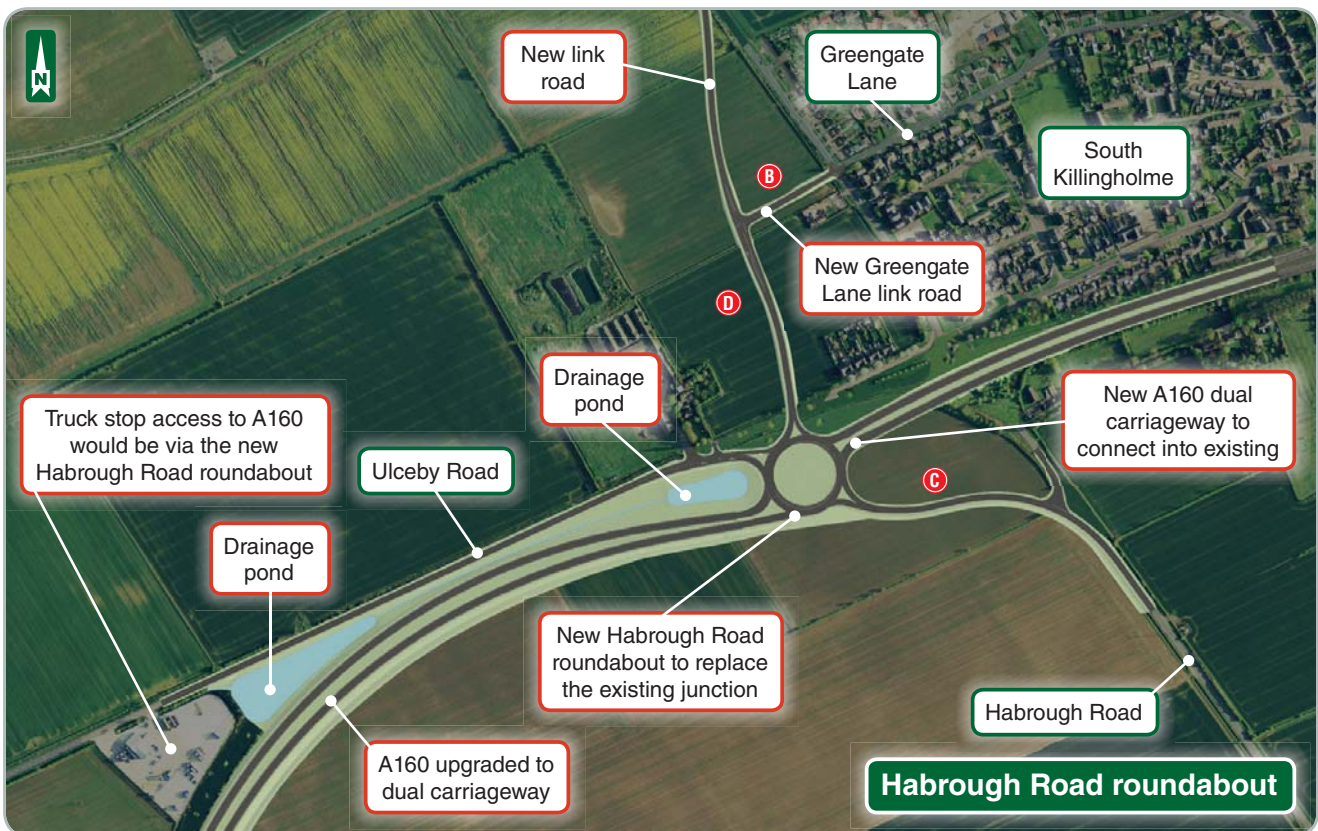 N
New link
road
Greengate
Lane
South
Killingholme
B
New Greengate
Lane link road
D
Drainage
pond
New A160 dual
carriageway to
connect into existing
Truck stop access to A160
would be via the new
Habrough Road roundabout
Ulceby Road
C
Drainage
pond
New Habrough Road
roundabout to replace
the existing junction
Habrough Road
A160 upgraded to
dual carriageway
Habrough Road roundabout